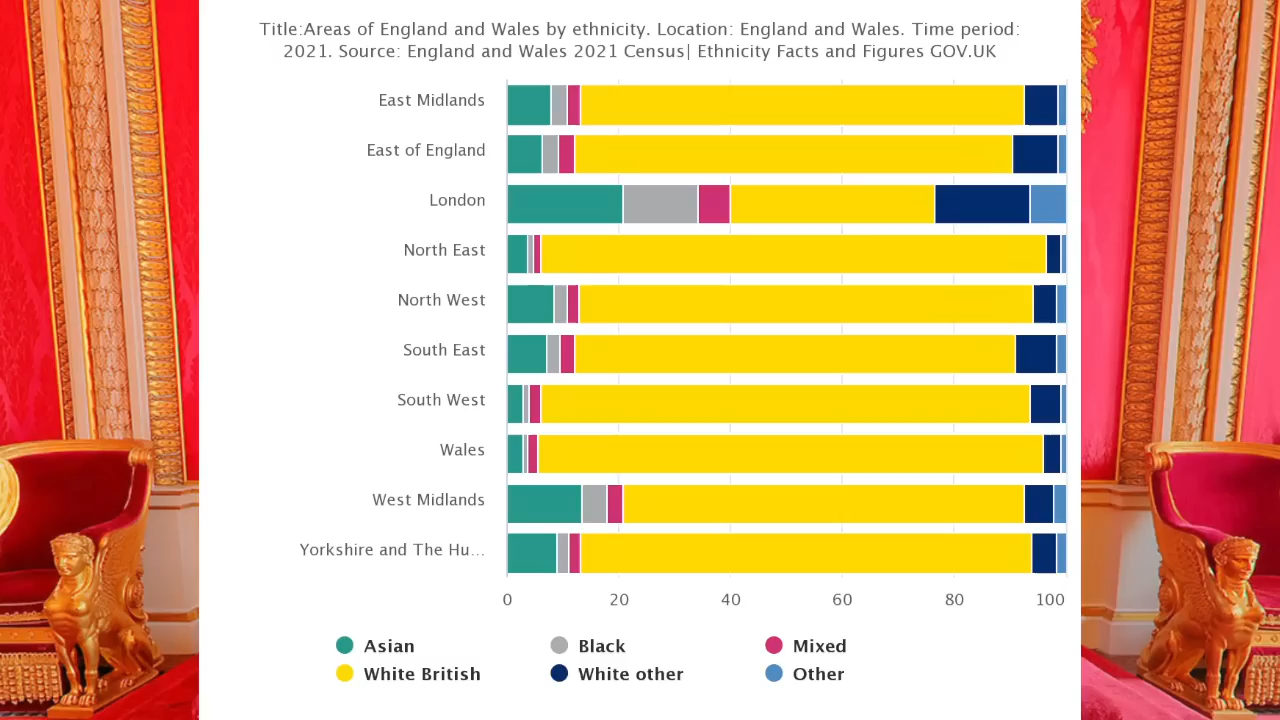 Title:Areas of England and Wales by ethnicity. Location: England and Wales. Time period:
2021. Source: England and Wales 2021 Census| Ethnicity Facts and Figures GOV.UK
East Midlands
East of England
London
North East
North West
South East
South West
Wales
West Midlands
Yorkshire and The Hu…
0 20 40 60 80 100
Asian Black Mixed
White British White other Other